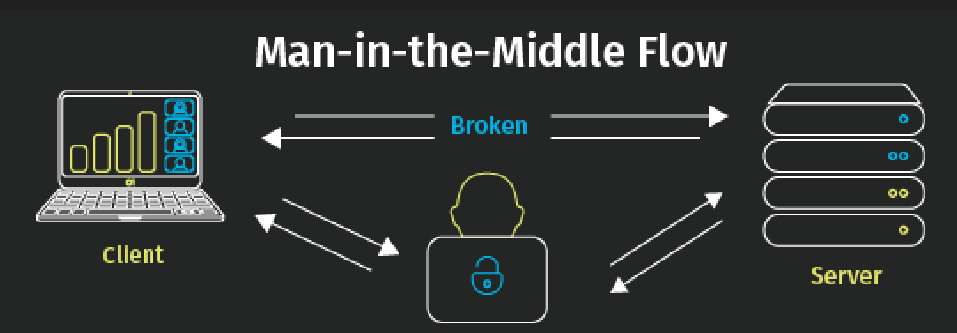 Man-in-the-Middle Flow
Broken
Client
Server